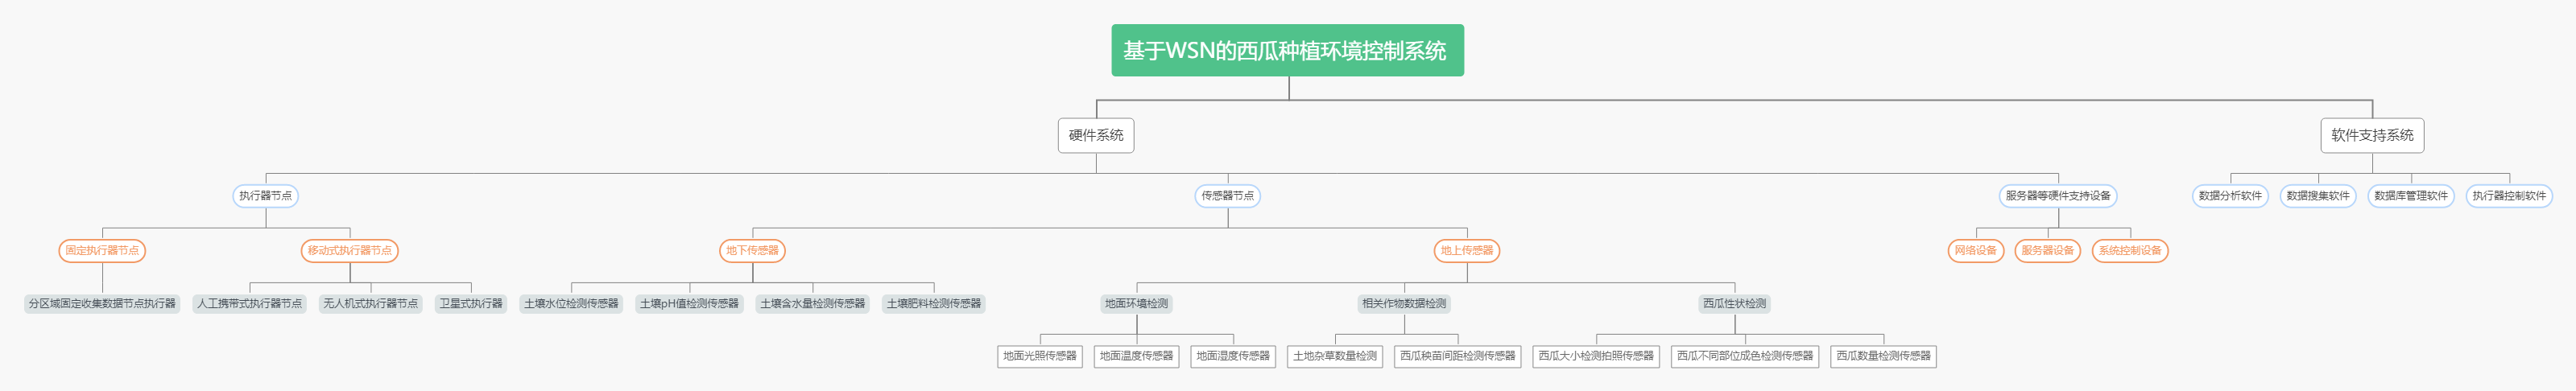 基于WSN的西瓜种植环境控制系统
硬件系统
软件支持系统
执行器节点
传感器节点
服务器等硬件支持设备
数据分析软件
数据搜集软件
数据库管理软件
执行器控制软件
固定执行器节点
移动式执行器节点
地下传感器
地上传感器
网络设备
服务器设备
系统控制设备
分区域固定收集数据节点执行器
人工携带式执行器节点
无人机式执行器节点
卫星式执行器
土壤水位检测传感器
土壤pH值检测传感器
土壤含水量检测传感器
土壤肥料检测传感器
地面环境检测
相关作物数据检测
西瓜性状检测
地面光照传感器
地面温度传感器
地面湿度传感器
土地杂草数量检测
西瓜秧苗间距检测传感器
西瓜大小检测拍照传感器
西瓜不同部位成色检测传感器
西瓜数量检测传感器